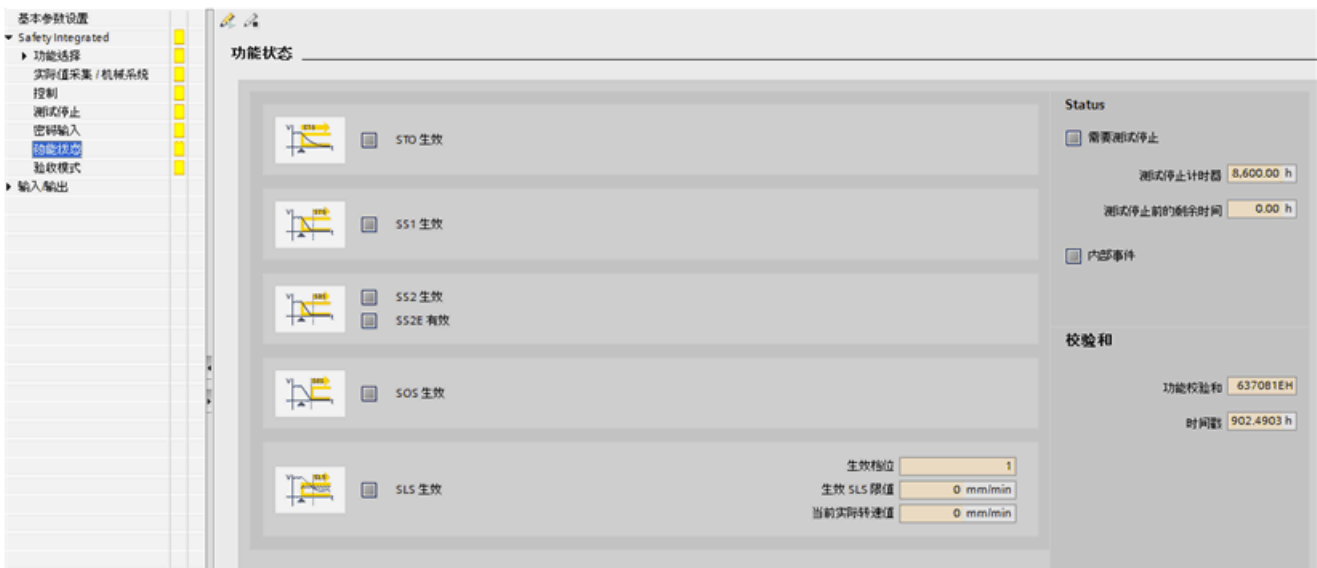 基本参数设置
Safety Integrated
功能选择
实际值采集 / 机械系统
控制
测试停止
密码输入
功能状态
验收模式
输入/输出
功能状态
STO
STO 生效
SS1 生效
SS2 生效
SS2E 有效
SOS 生效
SLS
SLS 生效
生效档位 1
生效 SLS 限值 0 mm/min
当前实际转速值 0 mm/min
Status
需要测试停止
测试停止计时器 8,600.00 h
测试停止前的剩余时间 0.00 h
内部事件
校验和
功能校验和 637081EH
时间戳 902.4903 h